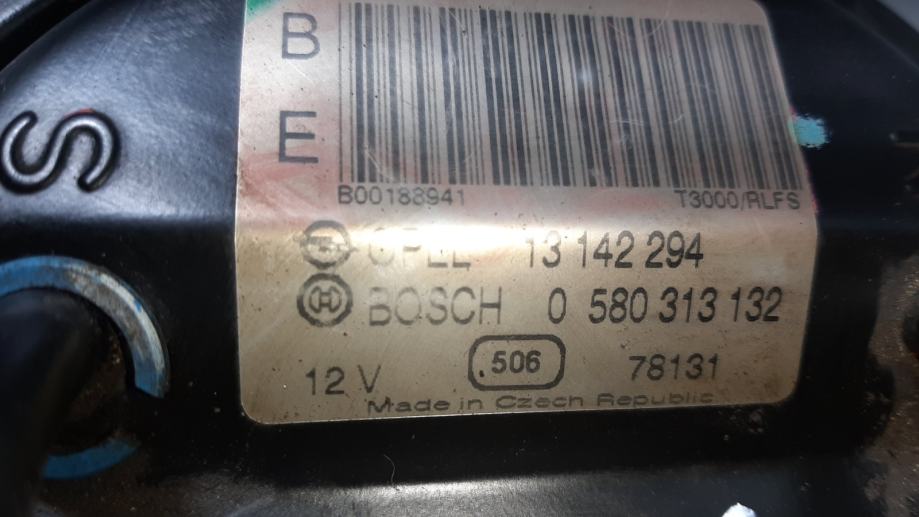 B
E
S
B00188941 T3000/RLFS
OPEL 13 142 294
BOSCH 0 580 313 132
12 V 506 78131
Made in Czech Republic